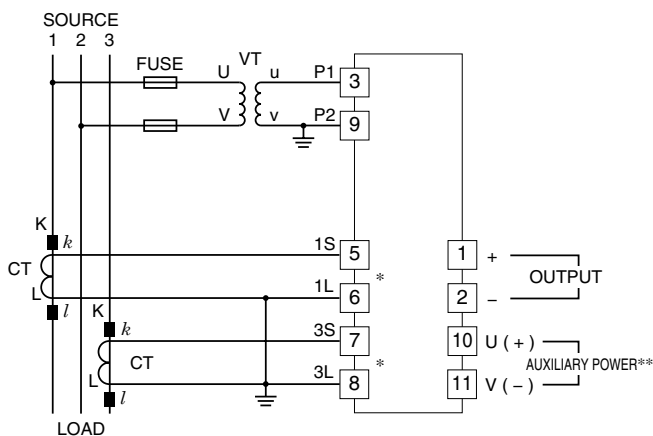 SOURCE
1 2 3
FUSE
VT
U u P1 3
V v P2 9
K
k 1S 5 1 +
CT * OUTPUT
L 1L 6 2 −
l
K
k 3S 7 10 U ( + )
CT * AUXILIARY POWER**
L 3L 8 11 V ( − )
l
LOAD